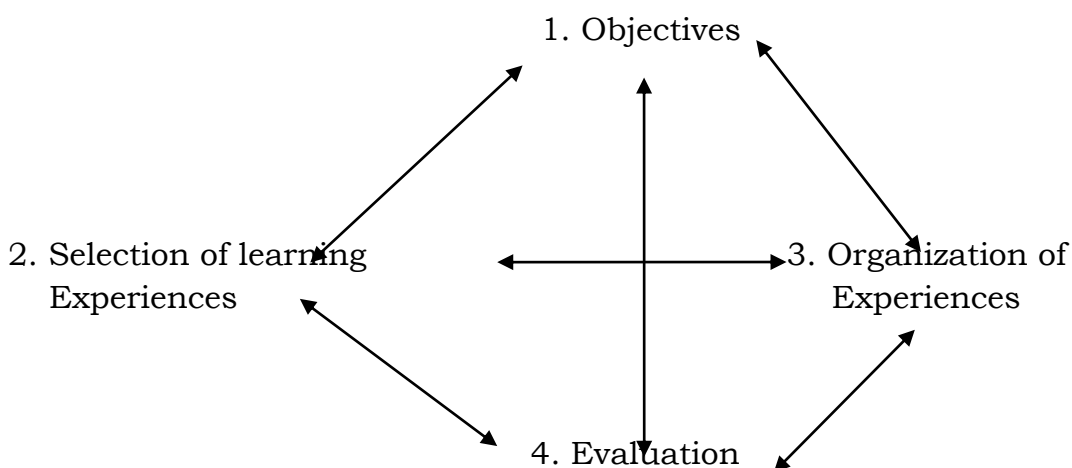 1. Objectives
2. Selection of learning
Experiences
3. Organization of
Experiences
4. Evaluation